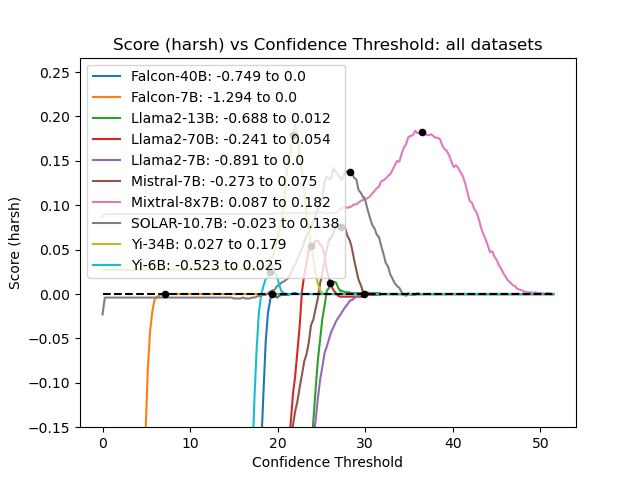 Score (harsh) vs Confidence Threshold: all datasets
Falcon-40B: -0.749 to 0.0
Falcon-7B: -1.294 to 0.0
Llama2-13B: -0.688 to 0.012
Llama2-70B: -0.241 to 0.054
Llama2-7B: -0.891 to 0.0
Mistral-7B: -0.273 to 0.075
Mixtral-8x7B: 0.087 to 0.182
SOLAR-10.7B: -0.023 to 0.138
Yi-34B: 0.027 to 0.179
Yi-6B: -0.523 to 0.025
Score (harsh)
0.25
0.20
0.15
0.10
0.05
0.00
−0.05
−0.10
−0.15
0 10 20 30 40 50
Confidence Threshold